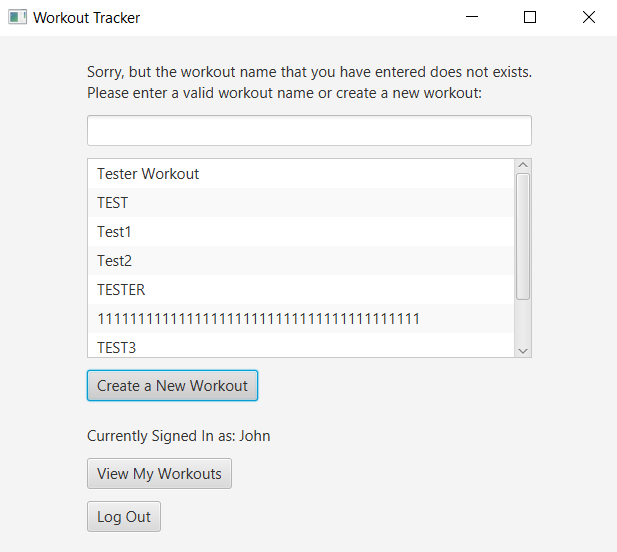 Workout Tracker
Sorry, but the workout name that you have entered does not exists.
Please enter a valid workout name or create a new workout:
Tester Workout
TEST
Test1
Test2
TESTER
1111111111111111111111111111111111111111
TEST3
Create a New Workout
Currently Signed In as: John
View My Workouts
Log Out